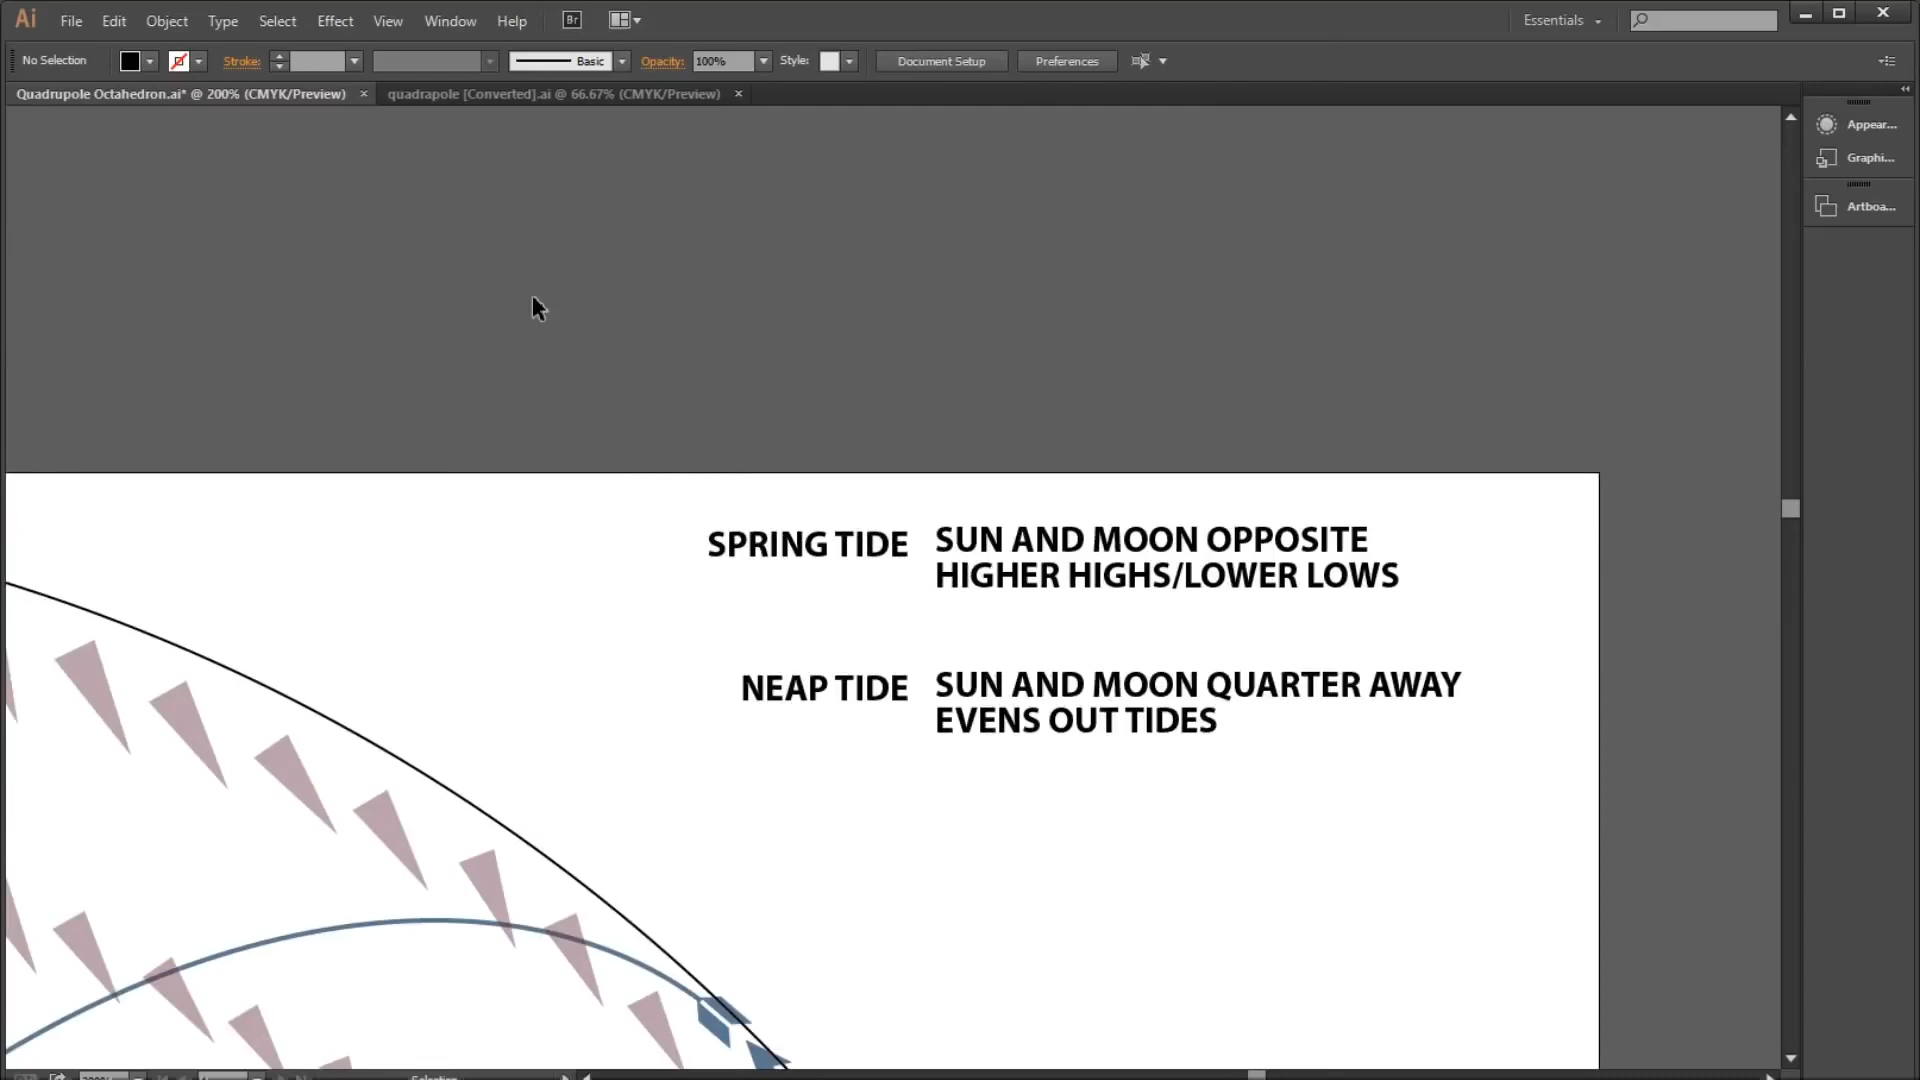 Ai File Edit Object Type Select Effect View Window Help Br Essentials
No Selection Stroke: Basic Opacity: 100% Style: Document Setup Preferences
Quadrupole Octahedron.ai* @ 200% (CMYK/Preview) × quadrapole [Converted].ai @ 66.67% (CMYK/Preview) ×
Appear...
Graphi...
Artboa...
SPRING TIDE
SUN AND MOON OPPOSITE
HIGHER HIGHS/LOWER LOWS
NEAP TIDE
SUN AND MOON QUARTER AWAY
EVENS OUT TIDES
Selection